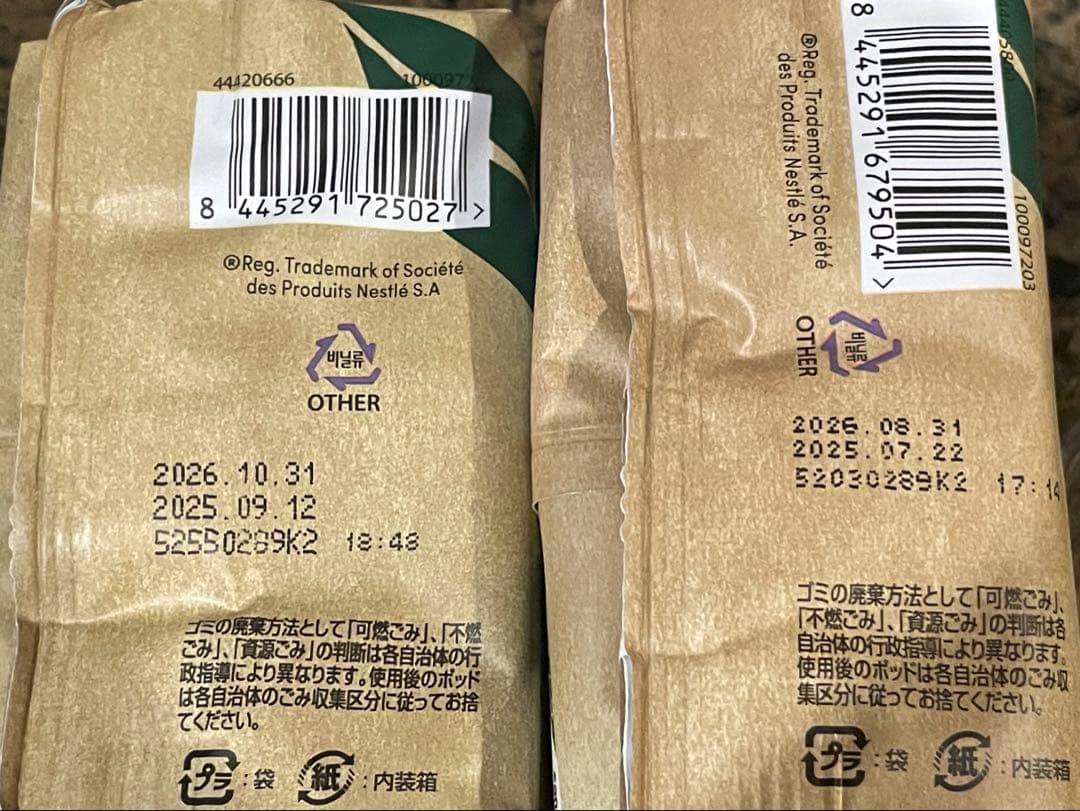 44420666
100097
8 445291 725027 >
®Reg. Trademark of Société
des Produits Nestlé S.A
비닐류
OTHER
2026.10.31
2025.09.12
52550289K2 18:48
ゴミの廃棄方法として「可燃ごみ」、「不燃
ごみ」、「資源ごみ」の判断は各自治体の行
政指導により異なります。使用後のポッド
は各自治体のごみ収集区分に従ってお捨
てください。
プラ:袋 紙:内装箱
8 445291 679504 >
100097203
®Reg. Trademark of Société
des Produits Nestlé S.A.
비닐류
OTHER
2026.08.31
2025.07.22
52030289K2 17:14
ゴミの廃棄方法として「可燃ごみ」、
「不燃ごみ」、「資源ごみ」の判断は各
自治体の行政指導により異なります。
使用後のポッドは各自治体のごみ収
集区分に従ってお捨てください。
プラ:袋 紙:内装箱